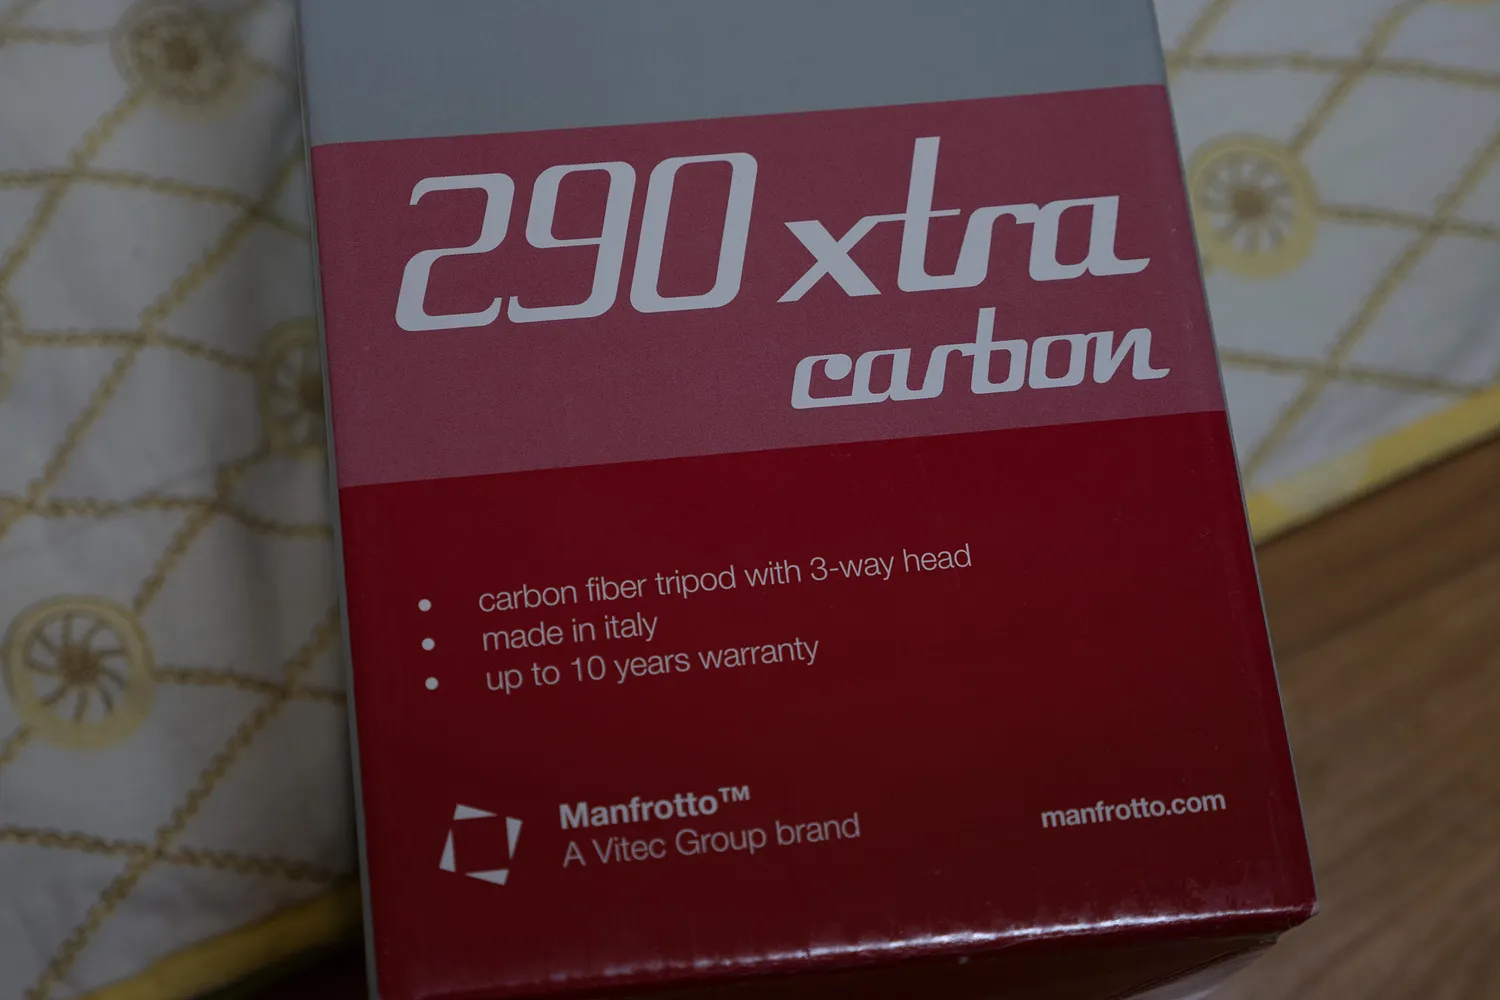 290 xtra
carbon
• carbon fiber tripod with 3-way head
• made in italy
• up to 10 years warranty
Manfrotto™
A Vitec Group brand
manfrotto.com